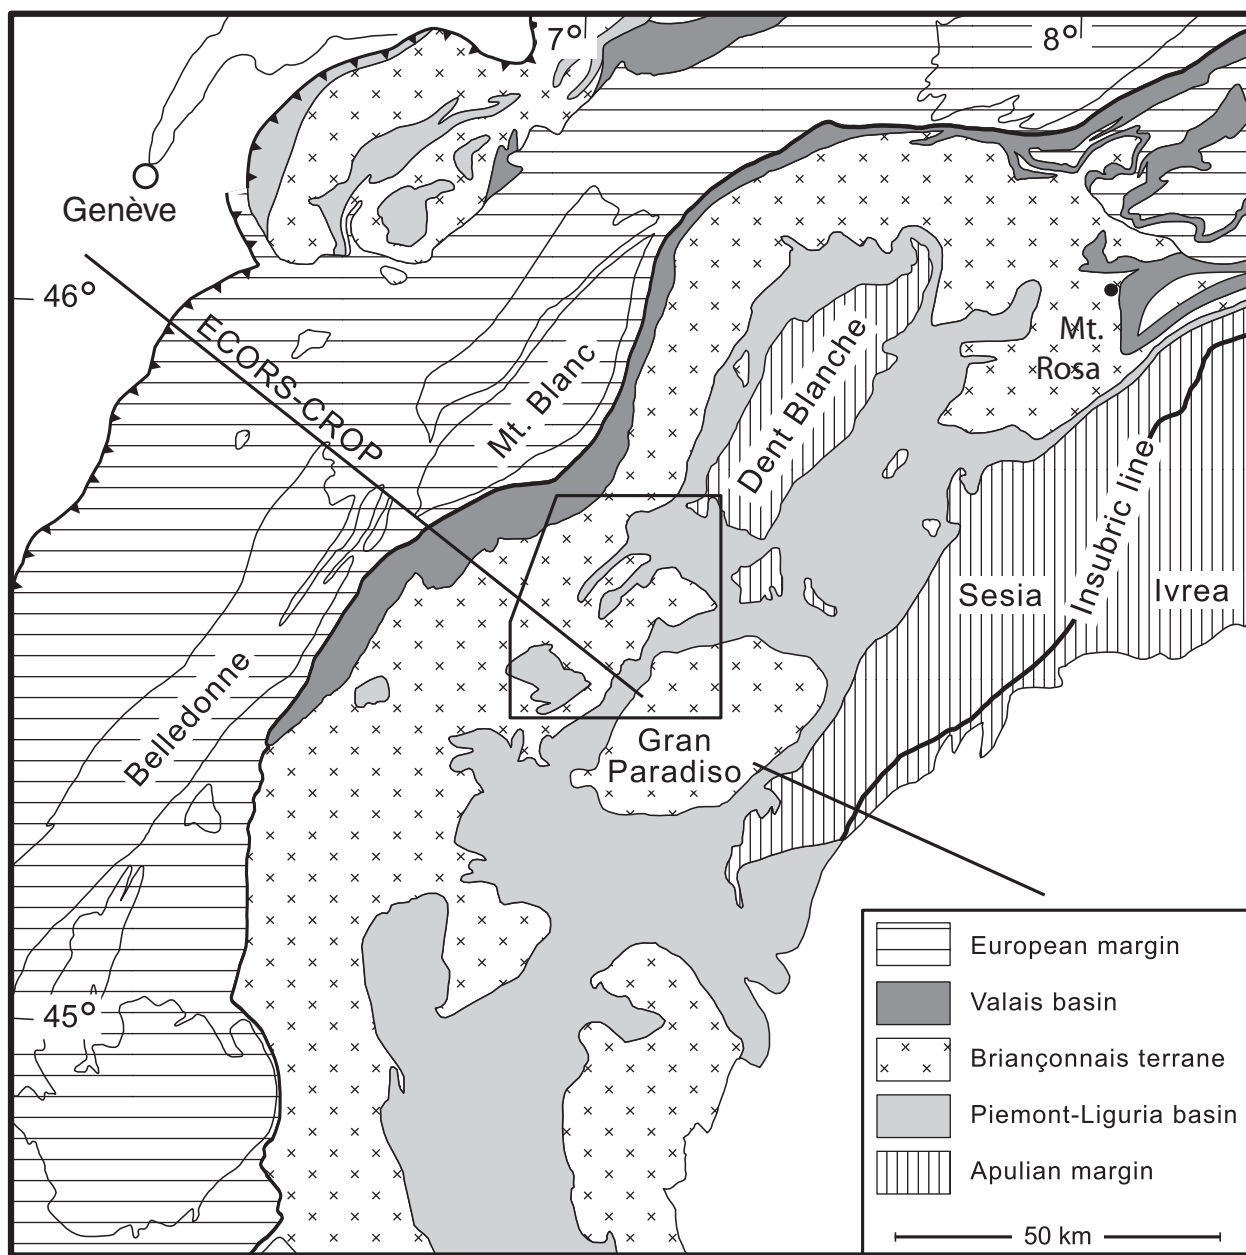 7°
8°
Genève
46°
ECORS-CROP
Mt. Blanc
Dent Blanche
Mt.
Rosa
Insubric line
Sesia
Ivrea
Belledonne
Gran
Paradiso
45°
European margin
Valais basin
Briançonnais terrane
Piemont-Liguria basin
Apulian margin
50 km